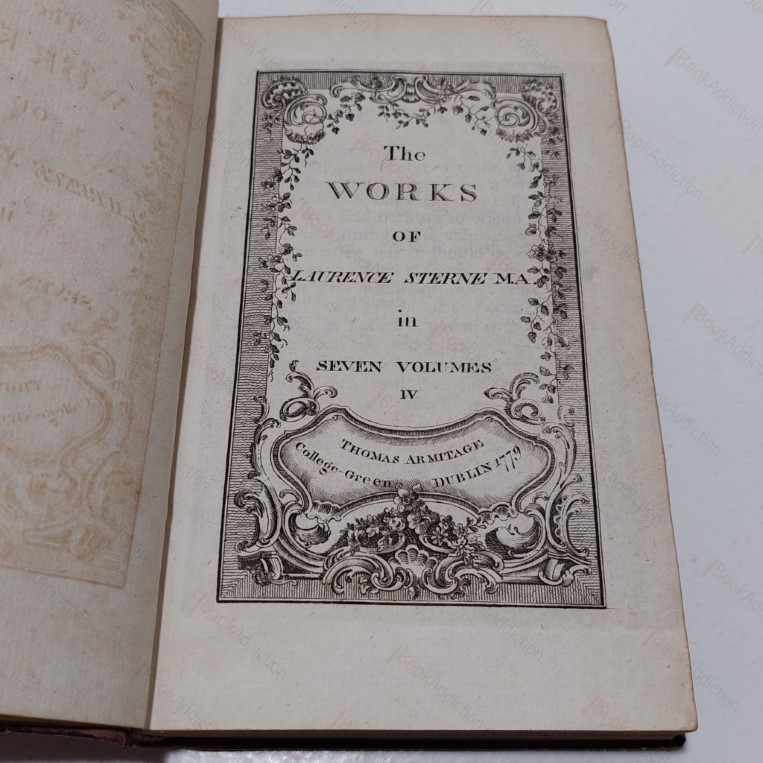 The
WORKS
OF
LAURENCE STERNE M.A.
in
SEVEN VOLUMES
IV
THOMAS ARMITAGE
College-Green DUBLIN 1779